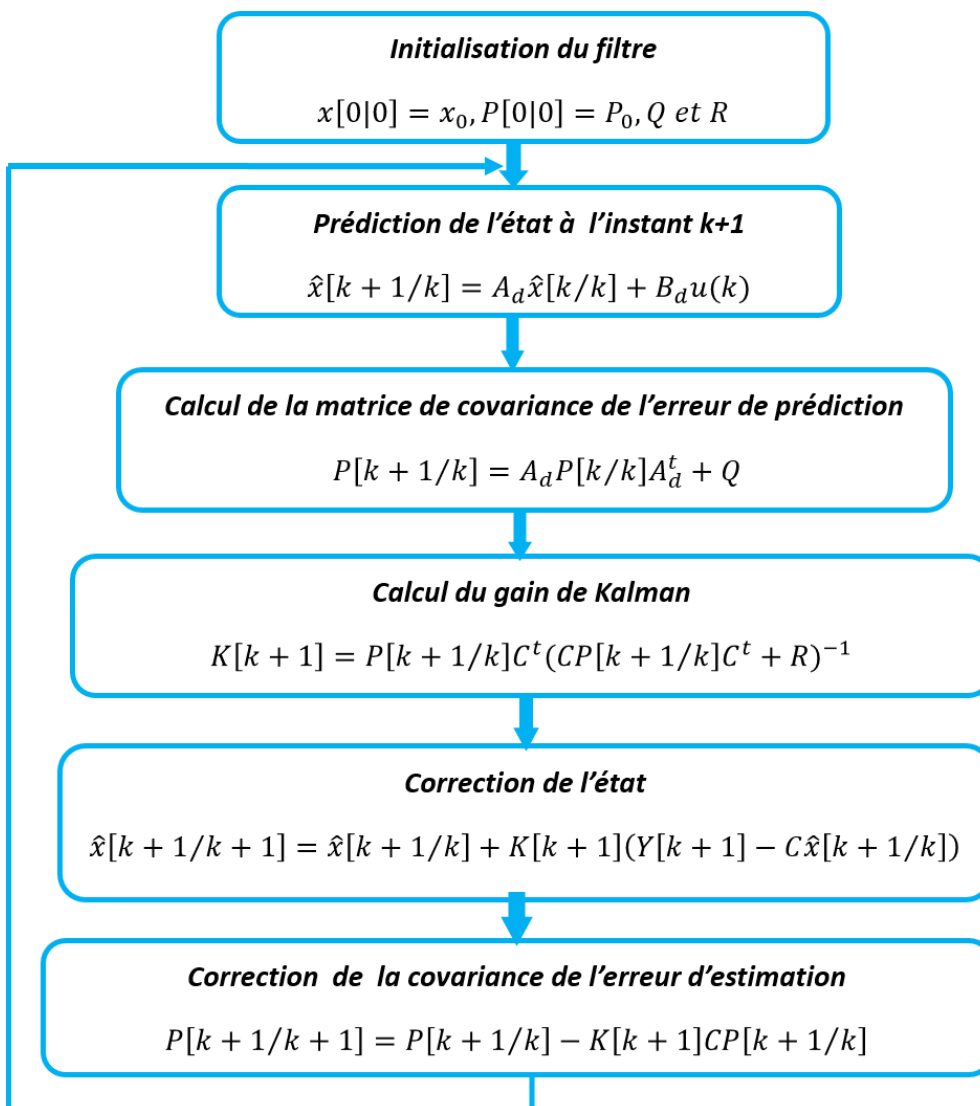 Initialisation du filtre
x[0|0] = x₀, P[0|0] = P₀, Q et R
Prédiction de l’état à l’instant k+1
x̂[k + 1/k] = A_d x̂[k/k] + B_d u(k)
Calcul de la matrice de covariance de l’erreur de prédiction
P[k + 1/k] = A_d P[k/k]A_d^t + Q
Calcul du gain de Kalman
K[k + 1] = P[k + 1/k]C^t(CP[k + 1/k]C^t + R)^−1
Correction de l’état
x̂[k + 1/k + 1] = x̂[k + 1/k] + K[k + 1](Y[k + 1] − Cx̂[k + 1/k])
Correction de la covariance de l’erreur d’estimation
P[k + 1/k + 1] = P[k + 1/k] − K[k + 1]CP[k + 1/k]